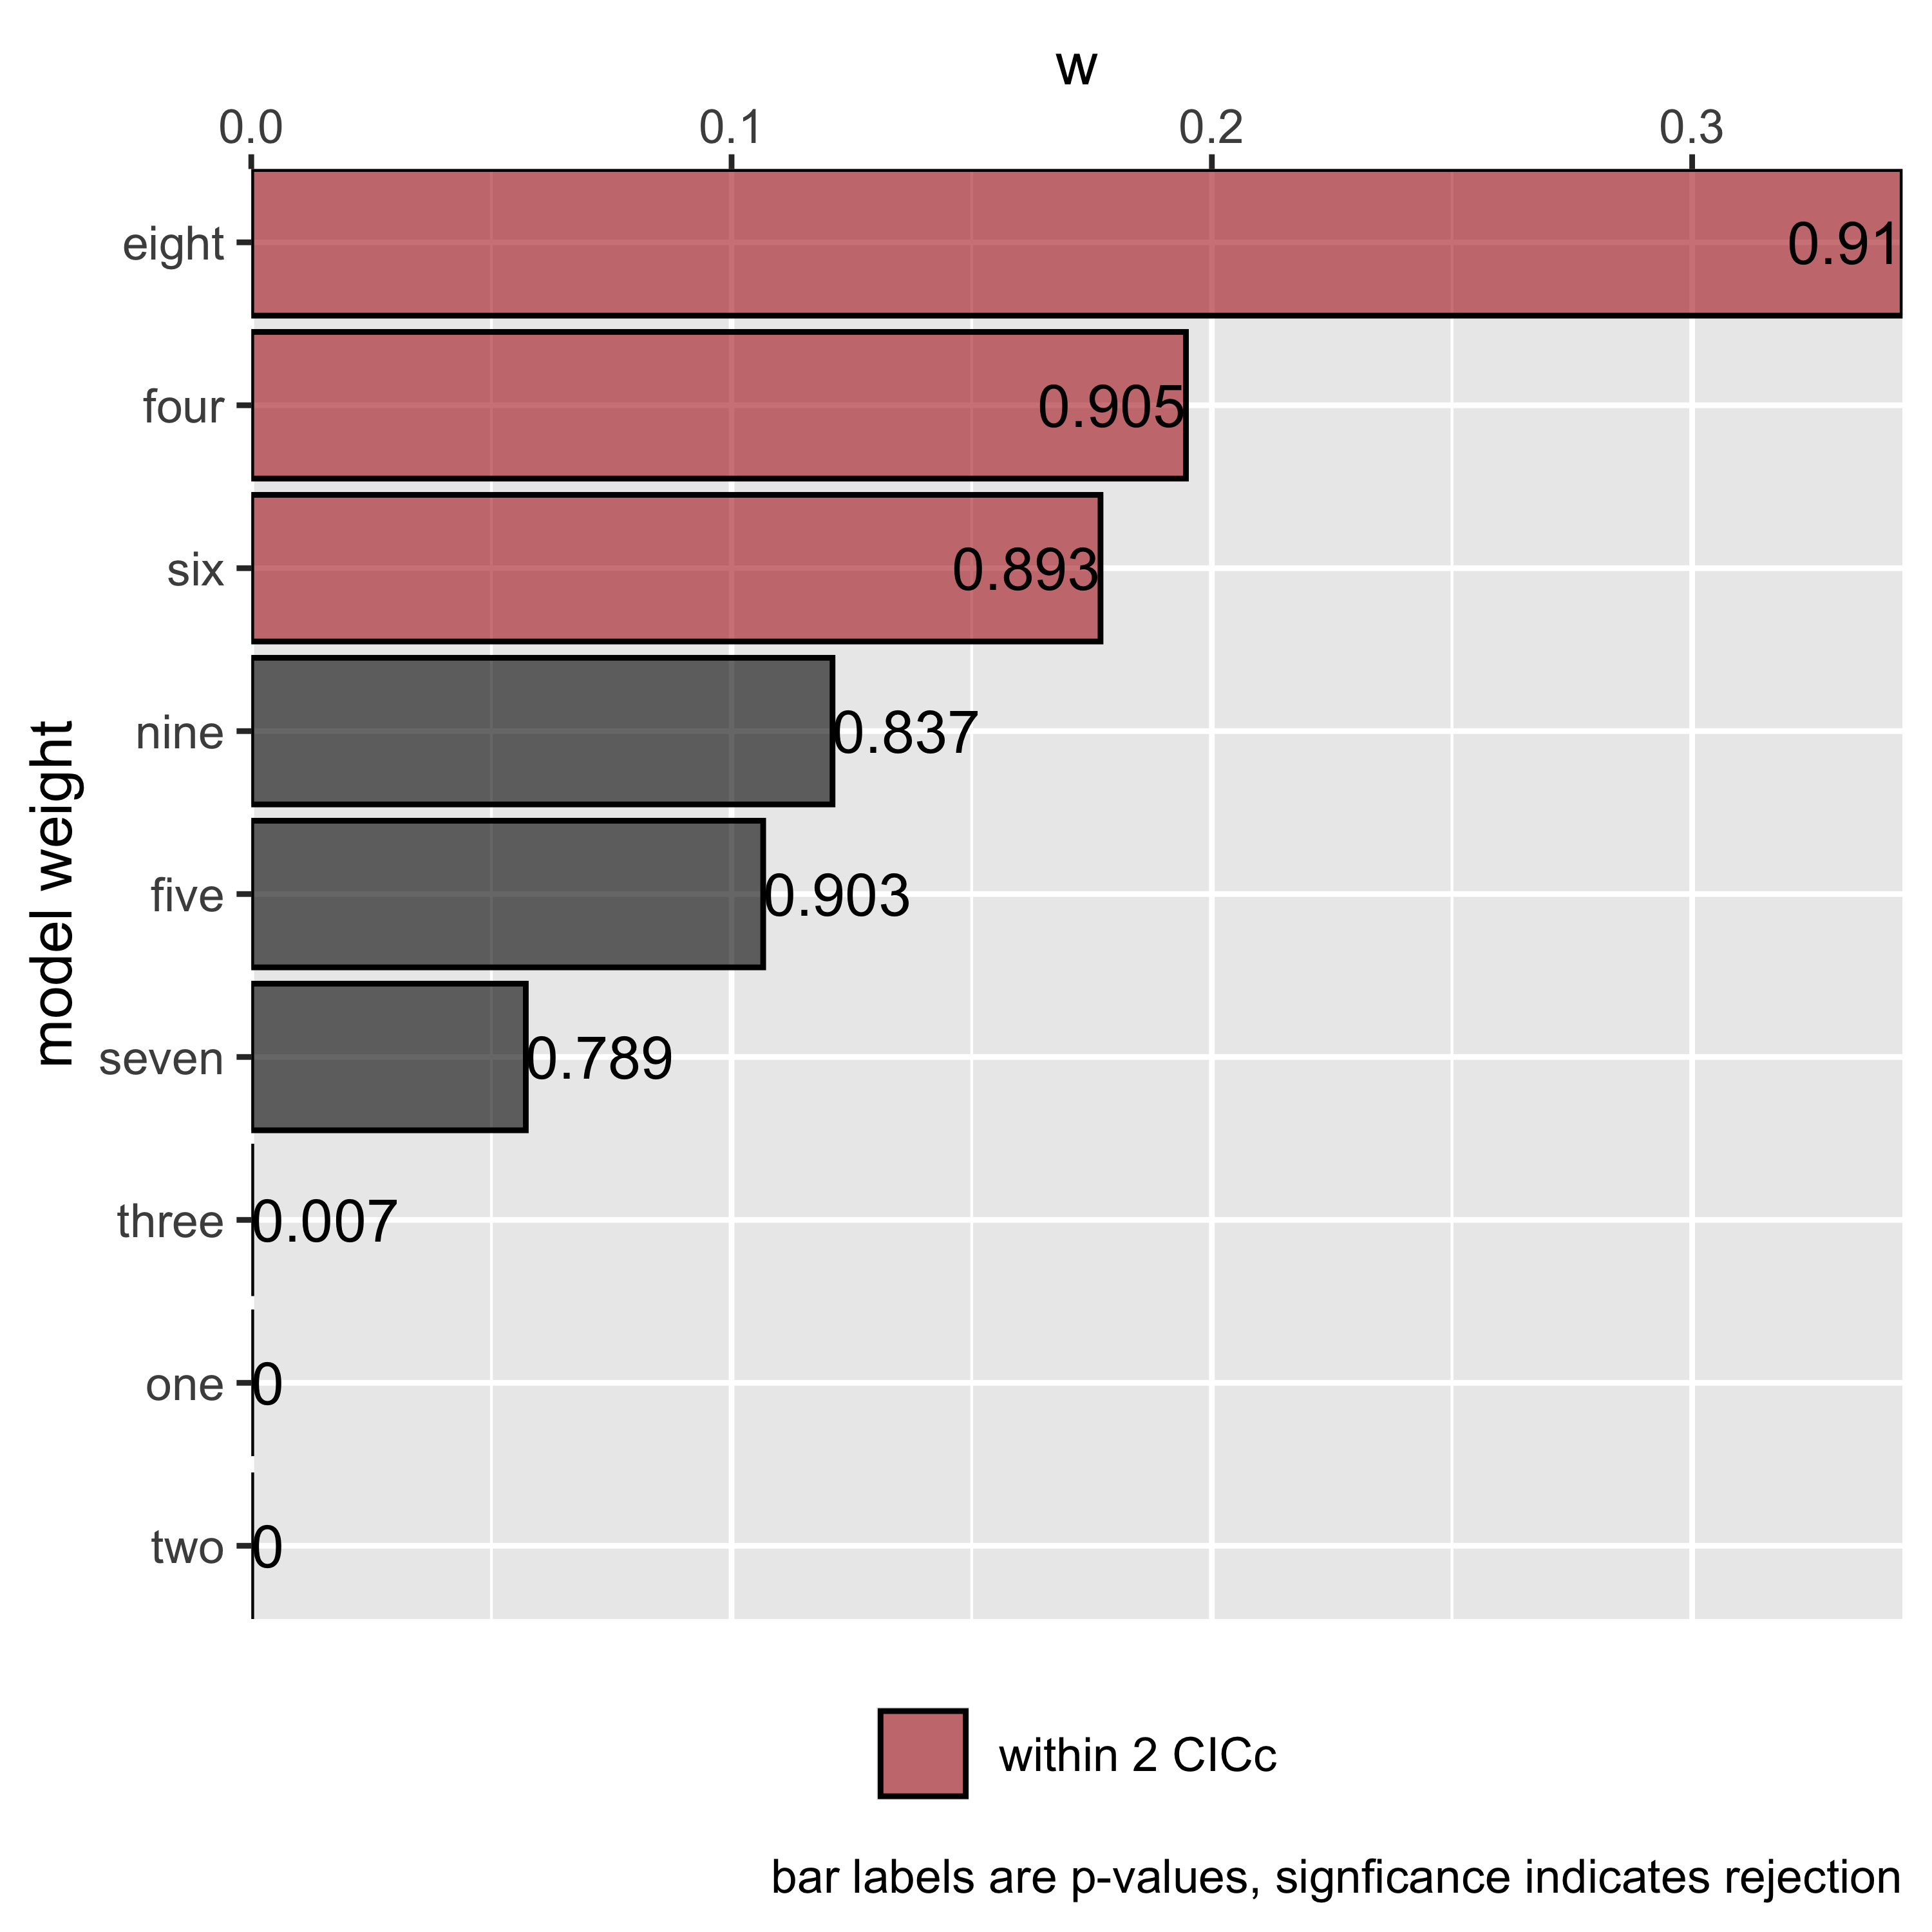 w
0.0 0.1 0.2 0.3
model weight
eight 0.91
four 0.905
six 0.893
nine 0.837
five 0.903
seven 0.789
three 0.007
one 0
two 0
within 2 CICc
bar labels are p-values, signficance indicates rejection